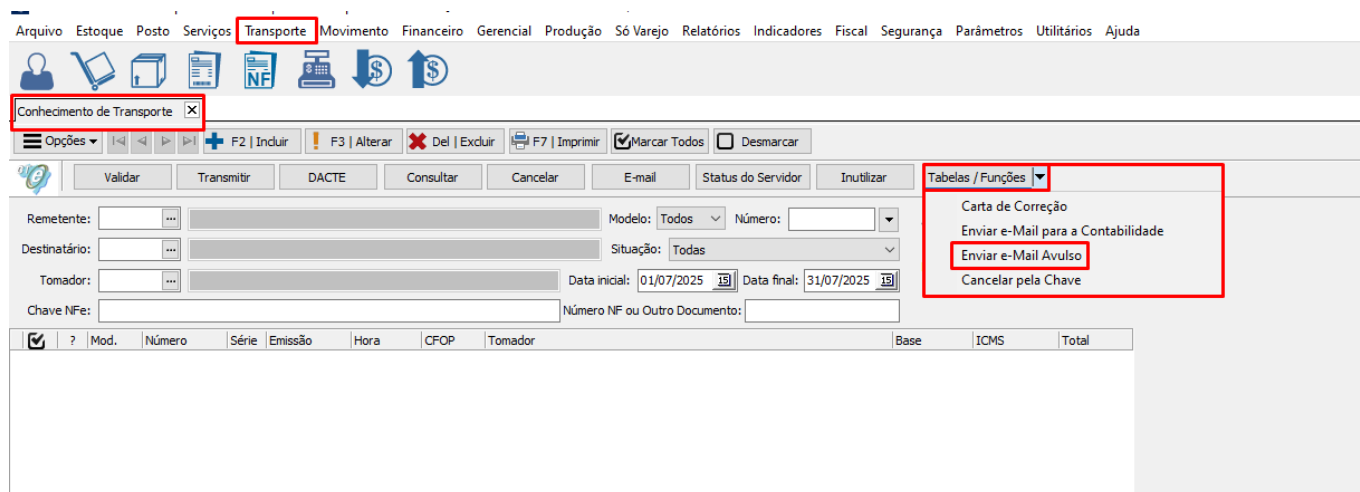 Arquivo Estoque Posto Serviços Transporte Movimento Financeiro Gerencial Produção Só Varejo Relatórios Indicadores Fiscal Segurança Parâmetros Utilitários Ajuda
NF
Conhecimento de Transporte
Opções F2 | Incluir F3 | Alterar Del | Excluir F7 | Imprimir Marcar Todos Desmarcar
Validar Transmitir DACTE Consultar Cancelar E-mail Status do Servidor Inutilizar Tabelas / Funções
Carta de Correção
Enviar e-Mail para a Contabilidade
Enviar e-Mail Avulso
Cancelar pela Chave
Remetente: ... Modelo: Todos Número:
Destinatário: ... Situação: Todas
Tomador: ... Data inicial: 01/07/2025 15 Data final: 31/07/2025 15
Chave NFe: Número NF ou Outro Documento:
? Mod. Número Série Emissão Hora CFOP Tomador Base ICMS Total